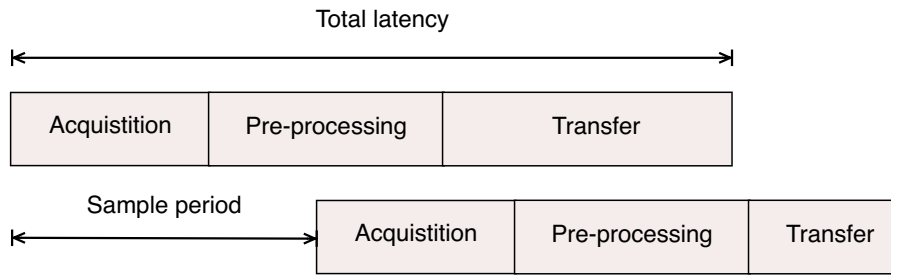 Total latency
Acquistition Pre-processing Transfer
Sample period
Acquistition Pre-processing Transfer